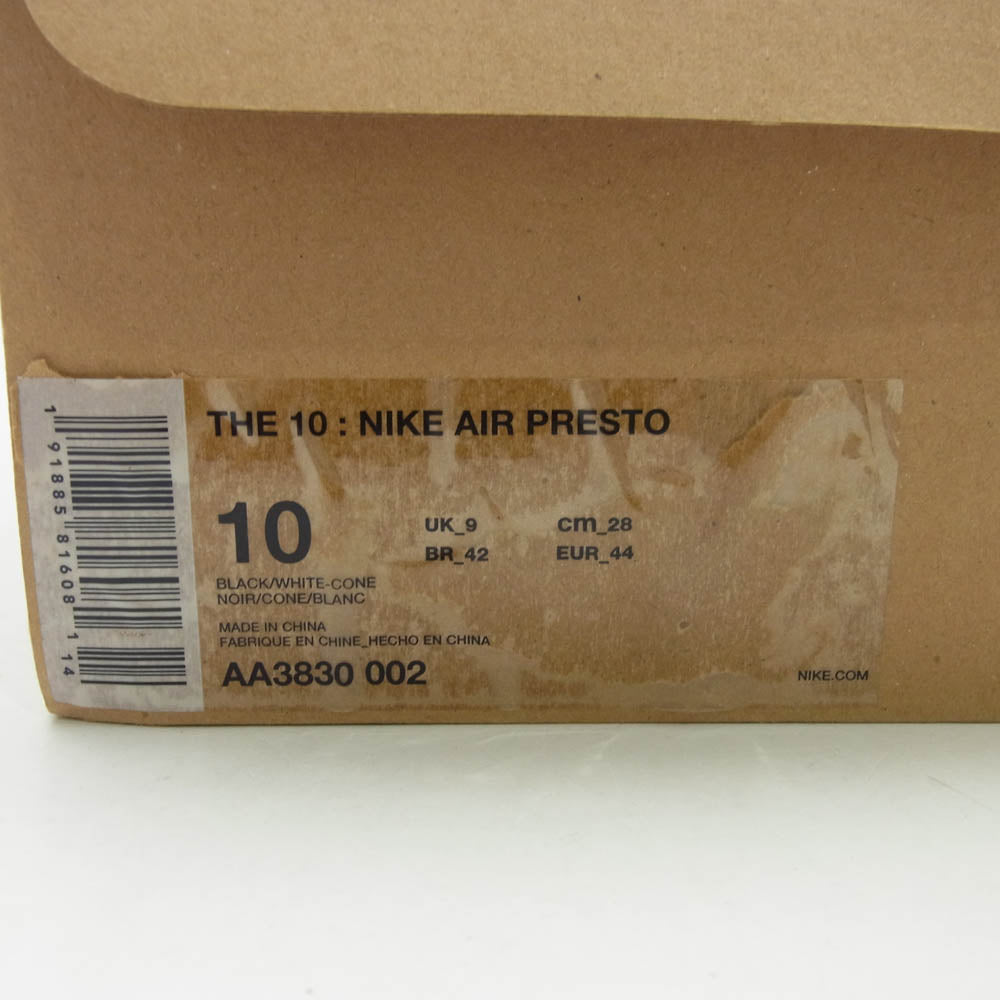 THE 10 : NIKE AIR PRESTO
10
UK_9 cm_28
BR_42 EUR_44
BLACK/WHITE-CONE
NOIR/CONE/BLANC
MADE IN CHINA
FABRIQUE EN CHINE_HECHO EN CHINA
AA3830 002
NIKE.COM
1 91885 81608 1 14